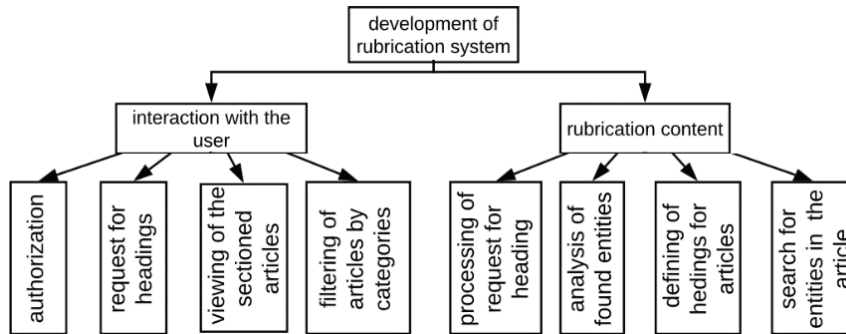 development of
rubrication system
interaction with the
user
rubrication content
authorization
request for
headings
viewing of the
sectioned
articles
filtering of
articles by
categories
processing of
request for
heading
analysis of
found entities
defining of
hedings for
articles
search for
entities in the
article